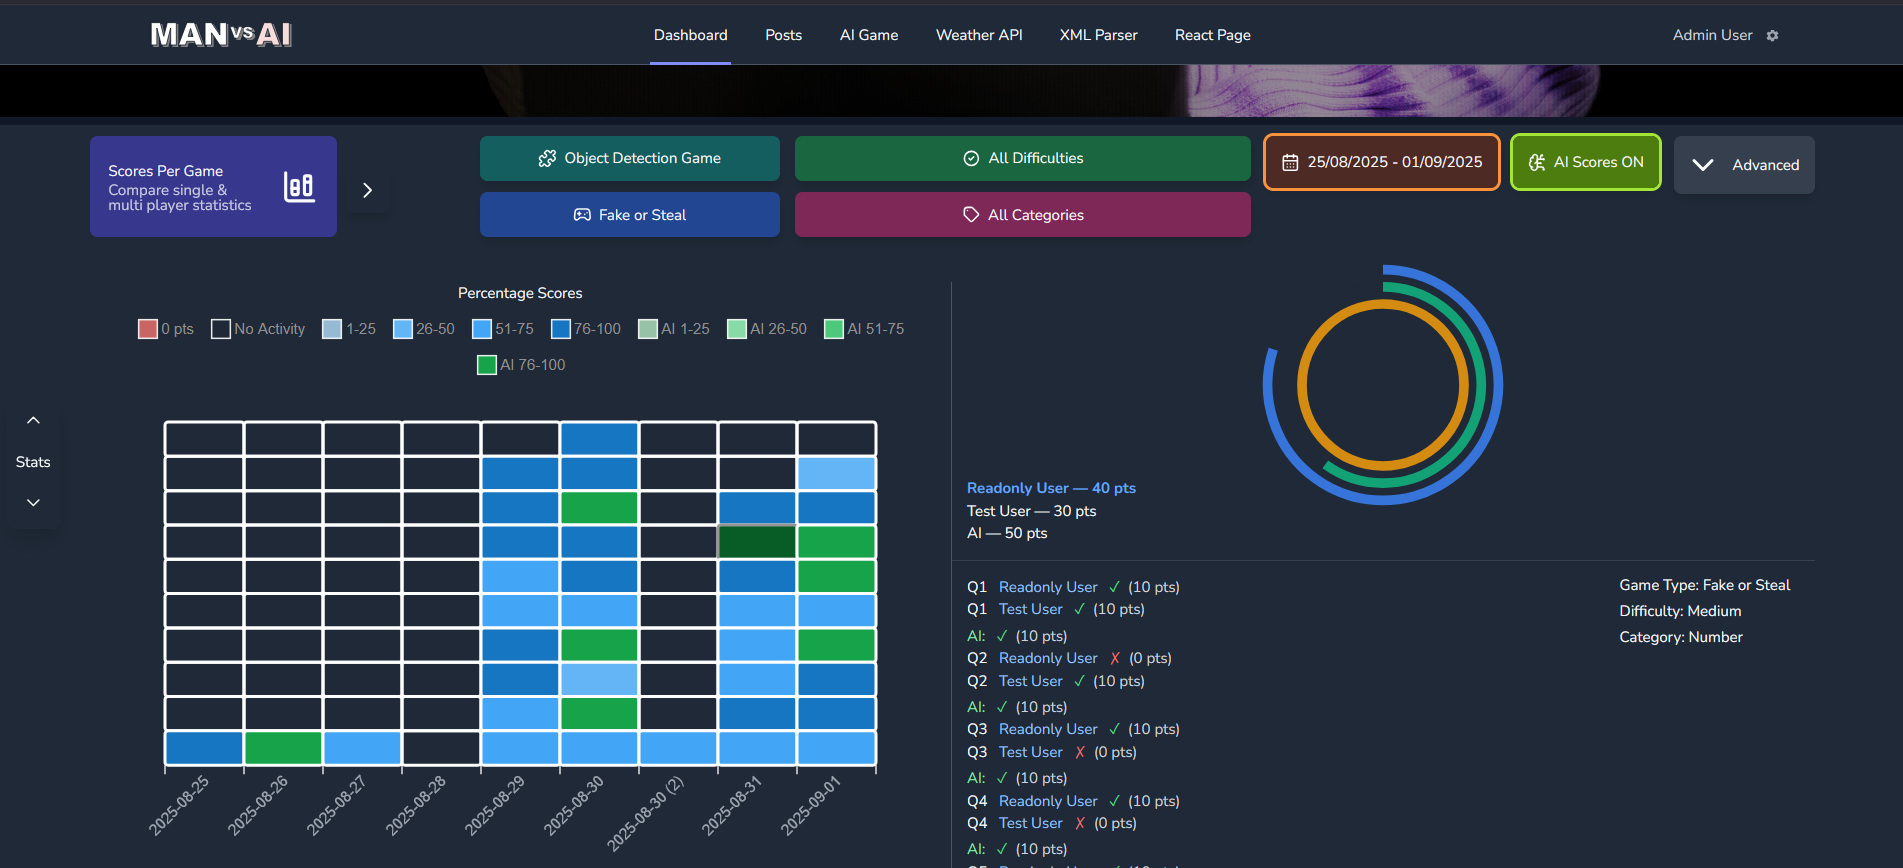 MAN vs AI
Dashboard
Posts
AI Game
Weather API
XML Parser
React Page
Admin User
Scores Per Game
Compare single &
multi player statistics
Object Detection Game
Fake or Steal
All Difficulties
All Categories
25/08/2025 - 01/09/2025
AI Scores ON
Advanced
Stats
Percentage Scores
0 pts No Activity 1-25 26-50 51-75 76-100 AI 1-25 AI 26-50 AI 51-75
AI 76-100
2025-08-25
2025-08-26
2025-08-27
2025-08-28
2025-08-29
2025-08-30
2025-08-30 (2)
2025-08-31
2025-09-01
Readonly User — 40 pts
Test User — 30 pts
AI — 50 pts
Q1 Readonly User ✓ (10 pts)
Q1 Test User ✓ (10 pts)
AI: ✓ (10 pts)
Q2 Readonly User ✗ (0 pts)
Q2 Test User ✓ (10 pts)
AI: ✓ (10 pts)
Q3 Readonly User ✓ (10 pts)
Q3 Test User ✗ (0 pts)
AI: ✓ (10 pts)
Q4 Readonly User ✓ (10 pts)
Q4 Test User ✗ (0 pts)
AI: ✓ (10 pts)
Game Type: Fake or Steal
Difficulty: Medium
Category: Number